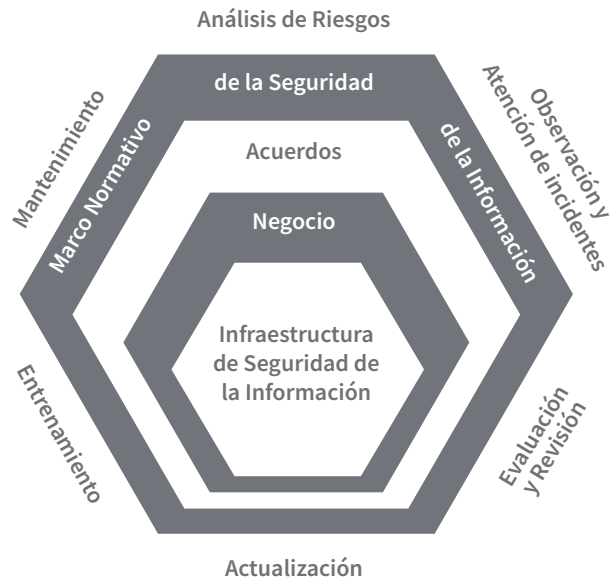 Análisis de Riesgos
Mantenimiento
Marco Normativo
de la Seguridad
de la Información
Observación y
Atención de incidentes
Acuerdos
Negocio
Infraestructura
de Seguridad de
la Información
Entrenamiento
Evaluación
y Revisión
Actualización